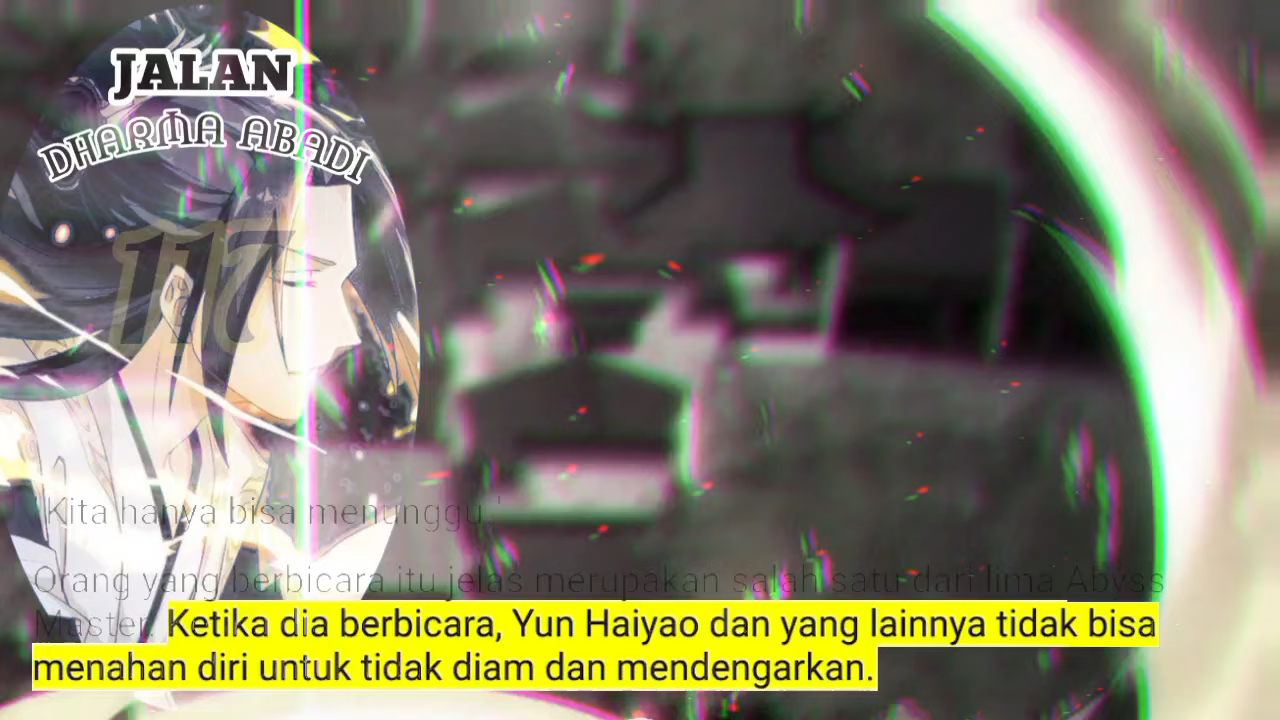 JALAN
DHARMA ABADI
117
"Kita hanya bisa menunggu."
Orang yang berbicara itu jelas merupakan salah satu dari lima Abyss
Master. Ketika dia berbicara, Yun Haiyao dan yang lainnya tidak bisa
menahan diri untuk tidak diam dan mendengarkan.